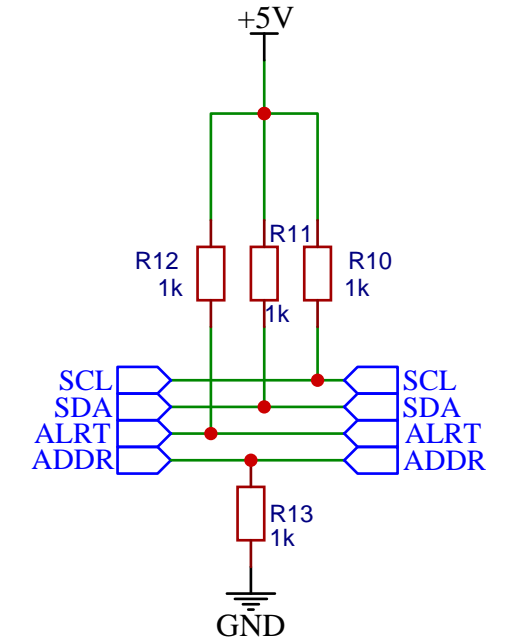 +5V
R11
R12
R10
1k
1k
1k
SCL
SCL
SDA
SDA
ALRT
ALRT
ADDR
ADDR
R13
1k
GND